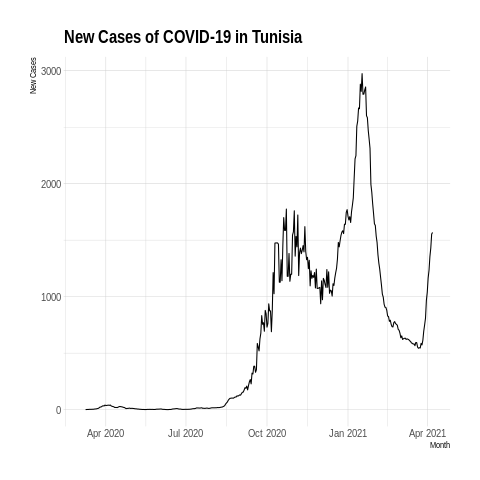 New Cases of COVID-19 in Tunisia
New Cases
3000
2000
1000
0
Apr 2020
Jul 2020
Oct 2020
Jan 2021
Apr 2021
Month